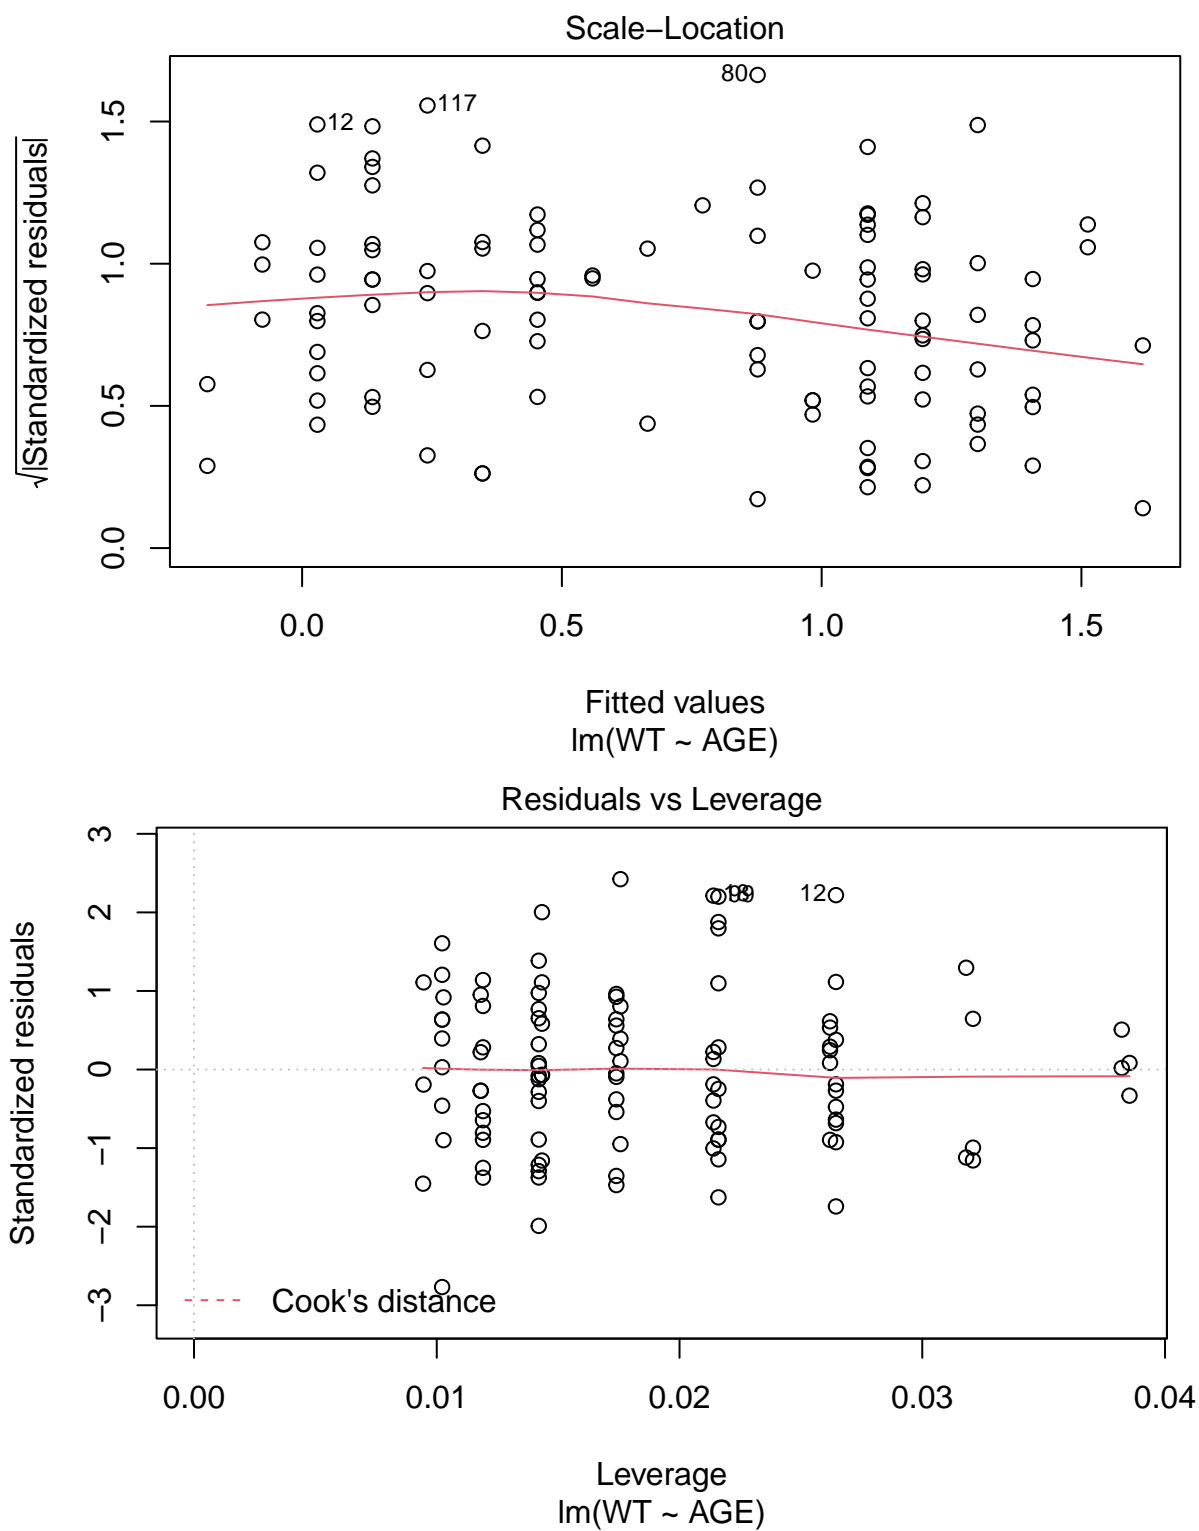 Scale−Location
√|Standardized residuals|
1.5
1.0
0.5
0.0
80
117
12
0.0 0.5 1.0 1.5
Fitted values
lm(WT ~ AGE)
Residuals vs Leverage
Standardized residuals
3
2
1
0
−1
−2
−3
12
Cook's distance
0.00 0.01 0.02 0.03 0.04
Leverage
lm(WT ~ AGE)